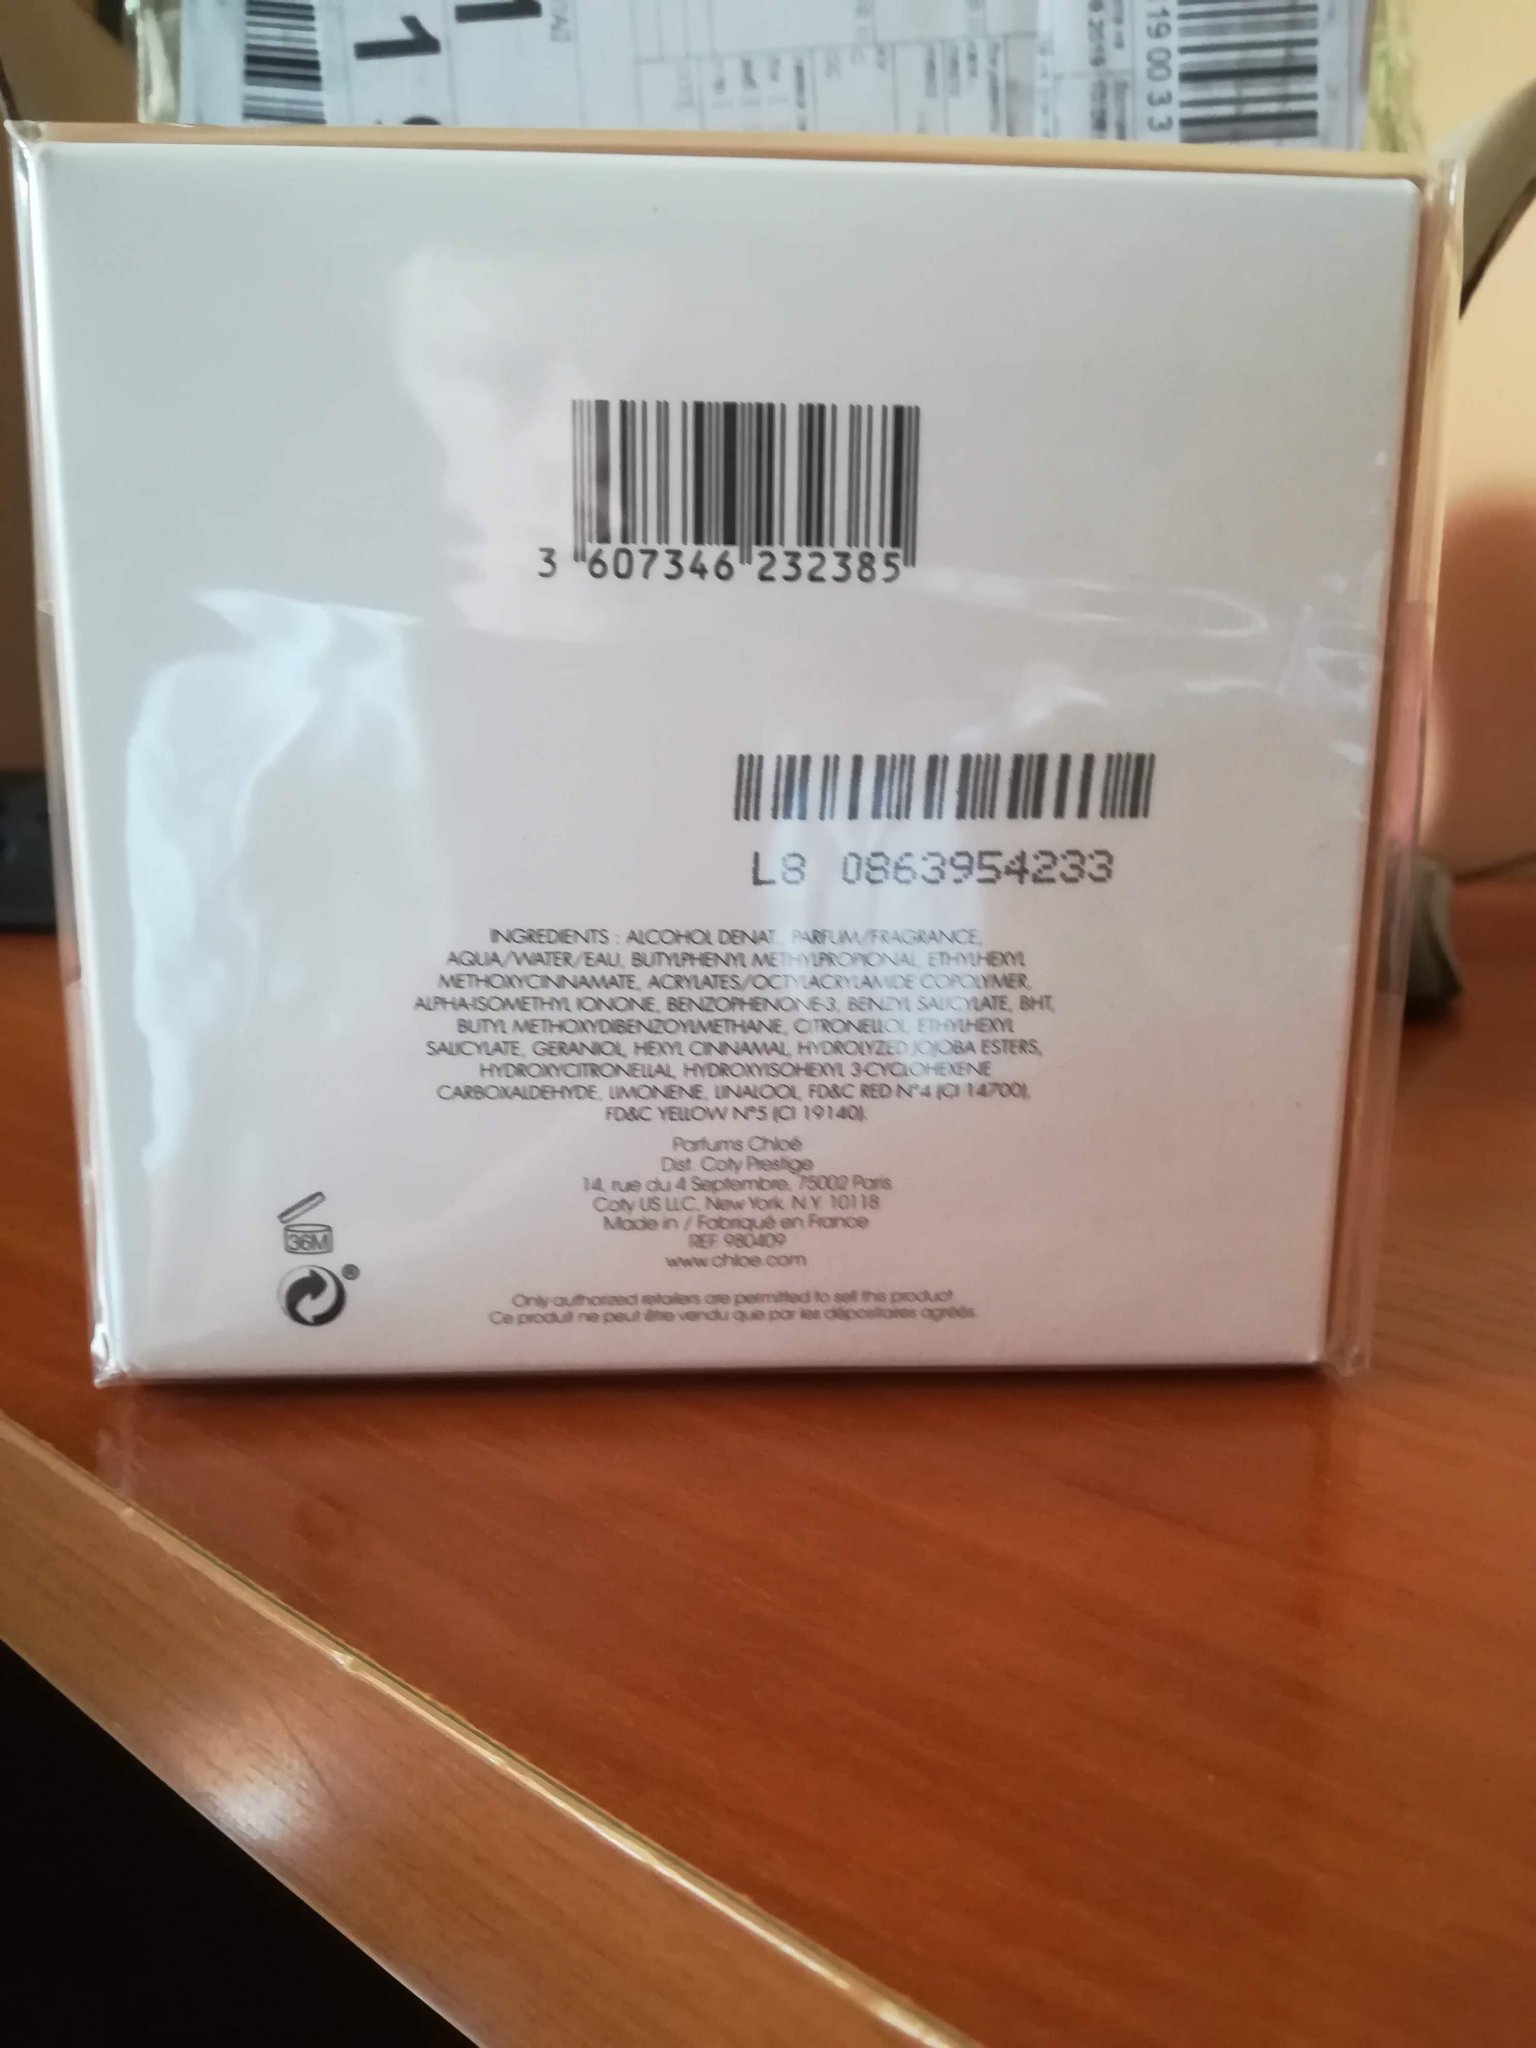 11
190033
3 607346 232385
L8 0863954233
INGREDIENTS : ALCOHOL DENAT., PARFUM/FRAGRANCE,
AQUA/WATER/EAU, BUTYLPHENYL METHYLPROPIONAL, ETHYLHEXYL
METHOXYCINNAMATE, ACRYLATES/OCTYLACRYLAMIDE COPOLYMER,
ALPHA-ISOMETHYL IONONE, BENZOPHENONE-3, BENZYL SALICYLATE, BHT,
BUTYL METHOXYDIBENZOYLMETHANE, CITRONELLOL, ETHYLHEXYL
SALICYLATE, GERANIOL, HEXYL CINNAMAL, HYDROLYZED JOJOBA ESTERS,
HYDROXYCITRONELLAL, HYDROXYISOHEXYL 3-CYCLOHEXENE
CARBOXALDEHYDE, LIMONENE, LINALOOL, FD&C RED N°4 (CI 14700),
FD&C YELLOW N°5 (CI 19140).
Parfums Chloé
Dist. Coty Prestige
14, rue du 4 Septembre, 75002 Paris
Coty US LLC, New York, N.Y. 10118
Made in / Fabriqué en France
REF. 980409
www.chloe.com
36M
®
Only authorized retailers are permitted to sell this product.
Ce produit ne peut être vendu que par les dépositaires agréés.